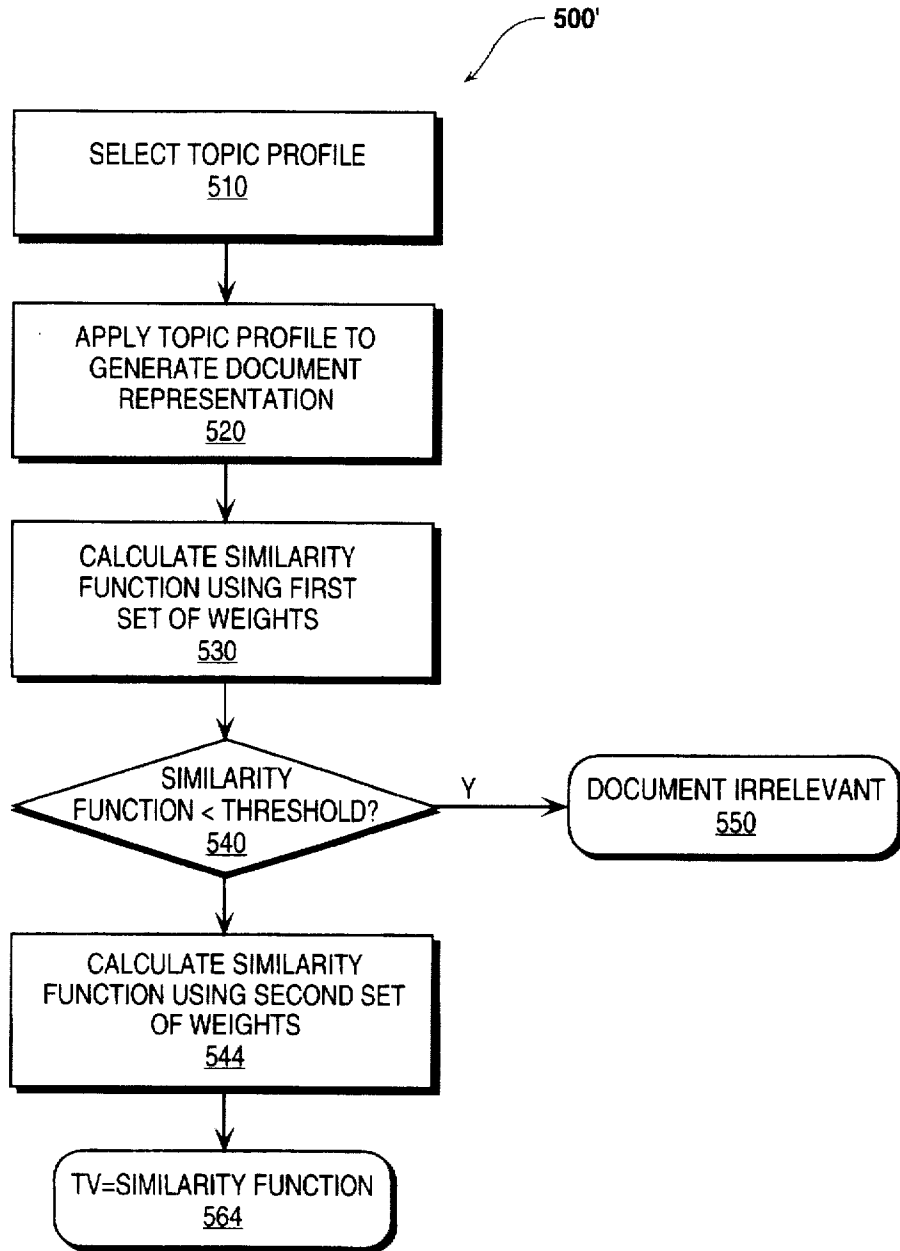 500'
SELECT TOPIC PROFILE
510
APPLY TOPIC PROFILE TO
GENERATE DOCUMENT
REPRESENTATION
520
CALCULATE SIMILARITY
FUNCTION USING FIRST
SET OF WEIGHTS
530
SIMILARITY
FUNCTION < THRESHOLD?
540
Y
DOCUMENT IRRELEVANT
550
CALCULATE SIMILARITY
FUNCTION USING SECOND SET
OF WEIGHTS
544
TV=SIMILARITY FUNCTION
564